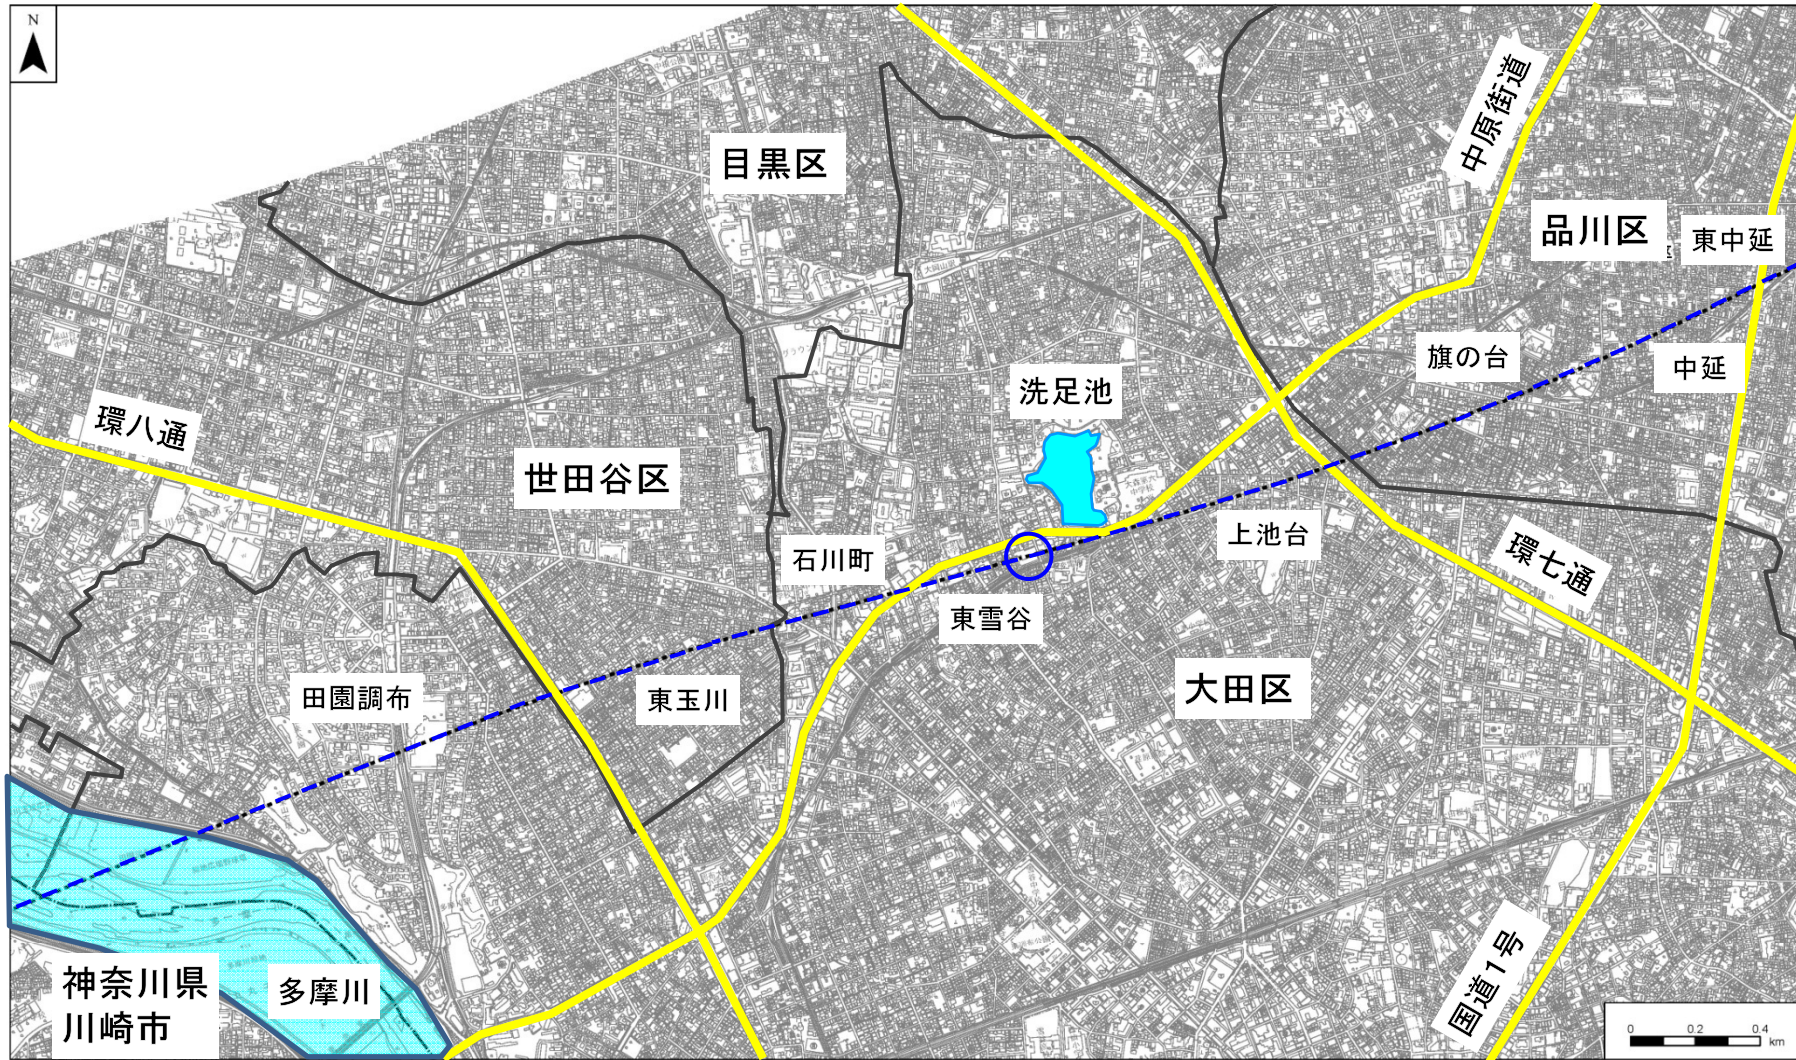 N
目黒区
中原街道
品川区
東中延
旗の台
中延
洗足池
環八通
世田谷区
石川町
上池台
環七通
東雪谷
田園調布
東玉川
大田区
神奈川県
川崎市
多摩川
国道1号
0 0.2 0.4
km